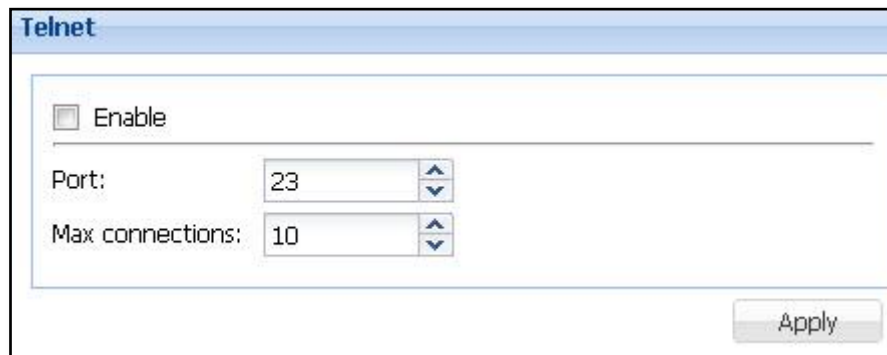 Telnet
Enable
Port: 23
Max connections: 10
Apply